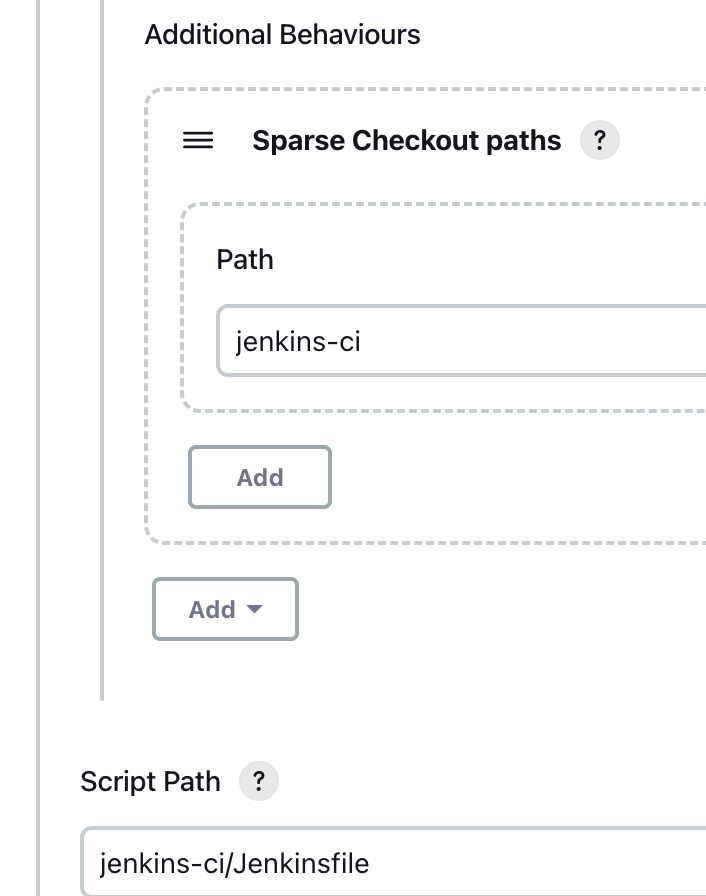 Additional Behaviours
Sparse Checkout paths ?
Path
jenkins-ci
Add
Add
Script Path ?
jenkins-ci/Jenkinsfile